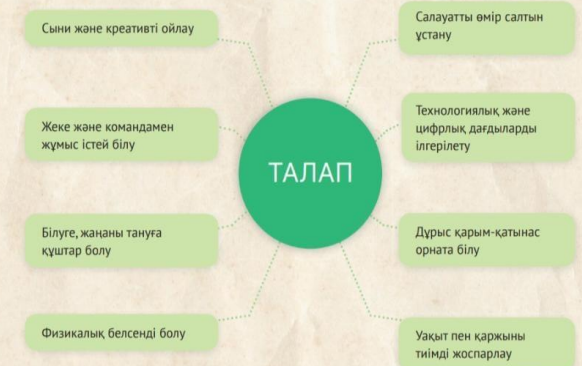 Сыни және креативті ойлау
Жеке және командамен
жұмыс істей білу
Білуге, жаңаны тануға
құштар болу
Физикалық белсенді болу
ТАЛАП
Салауатты өмір салтын
ұстану
Технологиялық және
цифрлық дағдыларды
ілгерілету
Дұрыс қарым-қатынас
орната білу
Уақыт пен қаржыны
тиімді жоспарлау